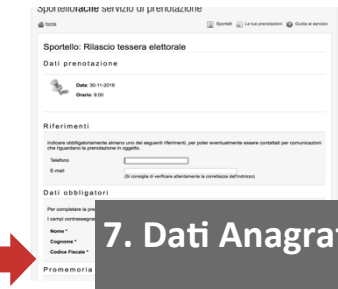 Sportellofacile servizio di prenotazione
home Sportelli Le tue prenotazioni Guida al servizio
Sportello: Rilascio tessera elettorale
Dati prenotazione
Data: 30-11-2016
Orario: 9:00
Riferimenti
Indicare obbligatoriamente almeno uno dei seguenti riferimenti, per poter eventualmente essere contattati per comunicazioni
che riguardano la prenotazione in oggetto.
Telefono
E-mail
(Si consiglia di verificare attentamente la correttezza dell'indirizzo)
Dati obbligatori
Per completare la pre
I campi contrassegna
Nome *
Cognome *
Codice Fiscale *
7. Dati Anagraf
Promemoria